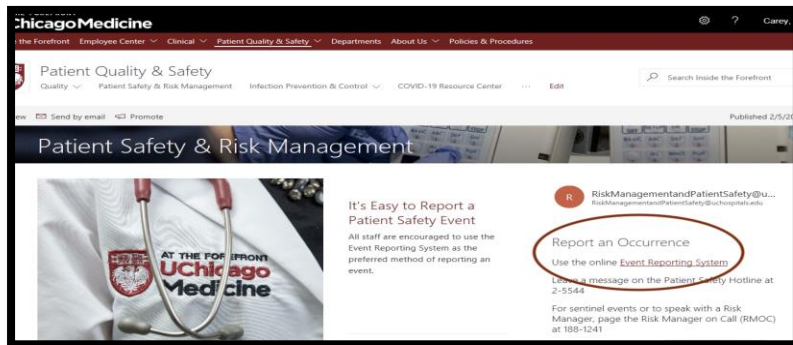 ChicagoMedicine
? Carey,
the Forefront Employee Center Clinical Patient Quality & Safety Departments About Us Policies & Procedures
Patient Quality & Safety
Quality Patient Safety & Risk Management Infection Prevention & Control COVID-19 Resource Center ... Edit
Search Inside the Forefront
Send by email Promote
Published 2/5/20
Patient Safety & Risk Management
AT THE FOREFRONT
UChicago
Medicine
It's Easy to Report a
Patient Safety Event
All staff are encouraged to use the
Event Reporting System as the
preferred method of reporting an
event.
R
RiskManagementandPatientSafety@u...
RiskManagementandPatientSafety@uchospitals.edu
Report an Occurrence
Use the online Event Reporting System
Leave a message on the Patient Safety Hotline at
2-5544
For sentinel events or to speak with a Risk
Manager, page the Risk Manager on Call (RMOC)
at 188-1241